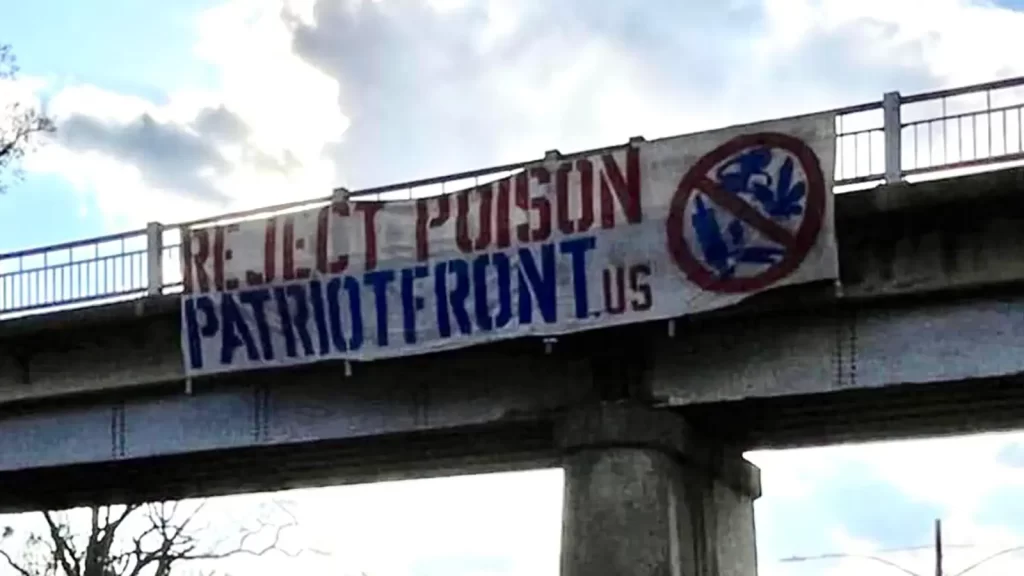 REJECT POISON
PATRIOTFRONT.US